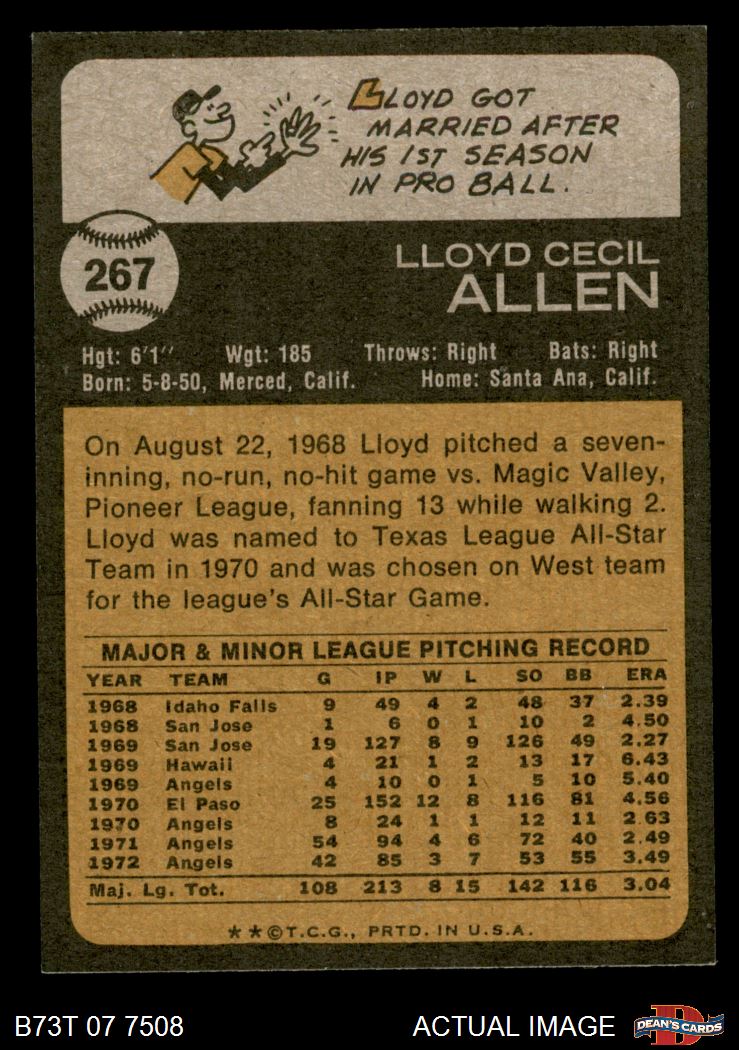 LLOYD GOT
MARRIED AFTER
HIS 1ST SEASON
IN PRO BALL.
267
LLOYD CECIL
ALLEN
Hgt: 6'1" Wgt: 185 Throws: Right Bats: Right
Born: 5-8-50, Merced, Calif. Home: Santa Ana, Calif.
On August 22, 1968 Lloyd pitched a seven-
inning, no-run, no-hit game vs. Magic Valley,
Pioneer League, fanning 13 while walking 2.
Lloyd was named to Texas League All-Star
Team in 1970 and was chosen on West team
for the league's All-Star Game.
MAJOR & MINOR LEAGUE PITCHING RECORD
YEAR TEAM G IP W L SO BB ERA
1968 Idaho Falls 9 49 4 2 48 37 2.39
1968 San Jose 1 6 0 1 10 2 4.50
1969 San Jose 19 127 8 9 126 49 2.27
1969 Hawaii 4 21 1 2 13 17 6.43
1969 Angels 4 10 0 1 5 10 5.40
1970 El Paso 25 152 12 8 116 81 4.56
1970 Angels 8 24 1 1 12 11 2.63
1971 Angels 54 94 4 6 72 40 2.49
1972 Angels 42 85 3 7 53 55 3.49
Maj. Lg. Tot. 108 213 8 15 142 116 3.04
**©T.C.G., PRTD. IN U.S.A.
B73T 07 7508 ACTUAL IMAGE D DEAN'S CARDS